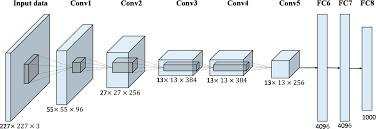 Input data Conv1 Conv2 Conv3 Conv4 Conv5 FC6 FC7 FC8
13× 13 × 384 13× 13 × 384 13× 13 × 256
27× 27 × 256
55× 55 × 96
1000
227× 227 × 3 4096 4096